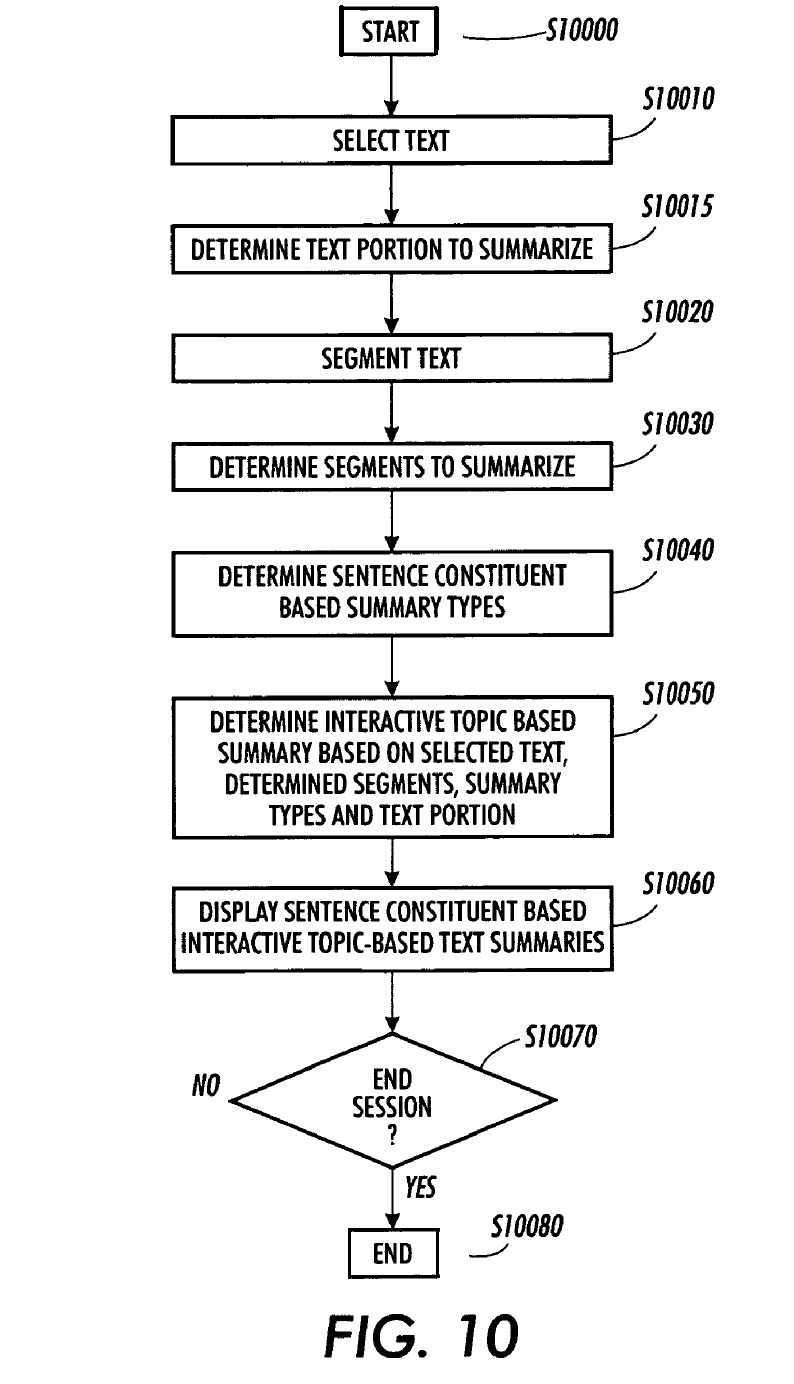 START
S10000
S10010
SELECT TEXT
S10015
DETERMINE TEXT PORTION TO SUMMARIZE
S10020
SEGMENT TEXT
S10030
DETERMINE SEGMENTS TO SUMMARIZE
S10040
DETERMINE SENTENCE CONSTITUENT
BASED SUMMARY TYPES
S10050
DETERMINE INTERACTIVE TOPIC BASED
SUMMARY BASED ON SELECTED TEXT,
DETERMINED SEGMENTS, SUMMARY
TYPES AND TEXT PORTION
S10060
DISPLAY SENTENCE CONSTITUENT BASED
INTERACTIVE TOPIC-BASED TEXT SUMMARIES
S10070
NO
END
SESSION
?
YES
S10080
END
FIG. 10